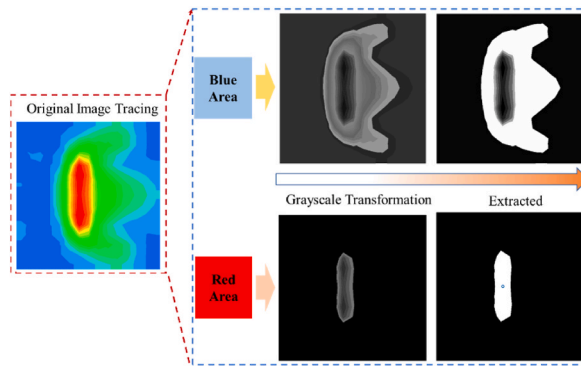 Original Image Tracing
Blue
Area
Grayscale Transformation
Extracted
Red
Area